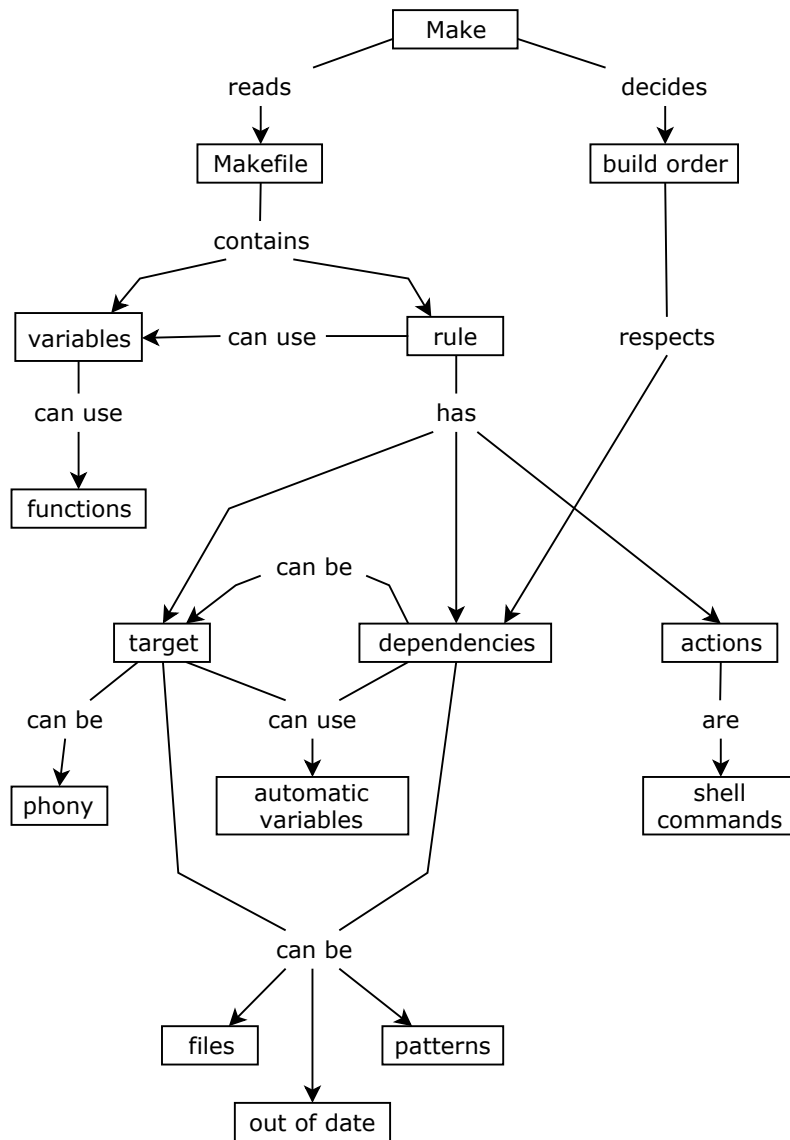 Make
reads
decides
Makefile
build order
contains
variables
can use
rule
respects
can use
has
functions
can be
target
dependencies
actions
can be
can use
are
phony
automatic
variables
shell
commands
can be
files
patterns
out of date